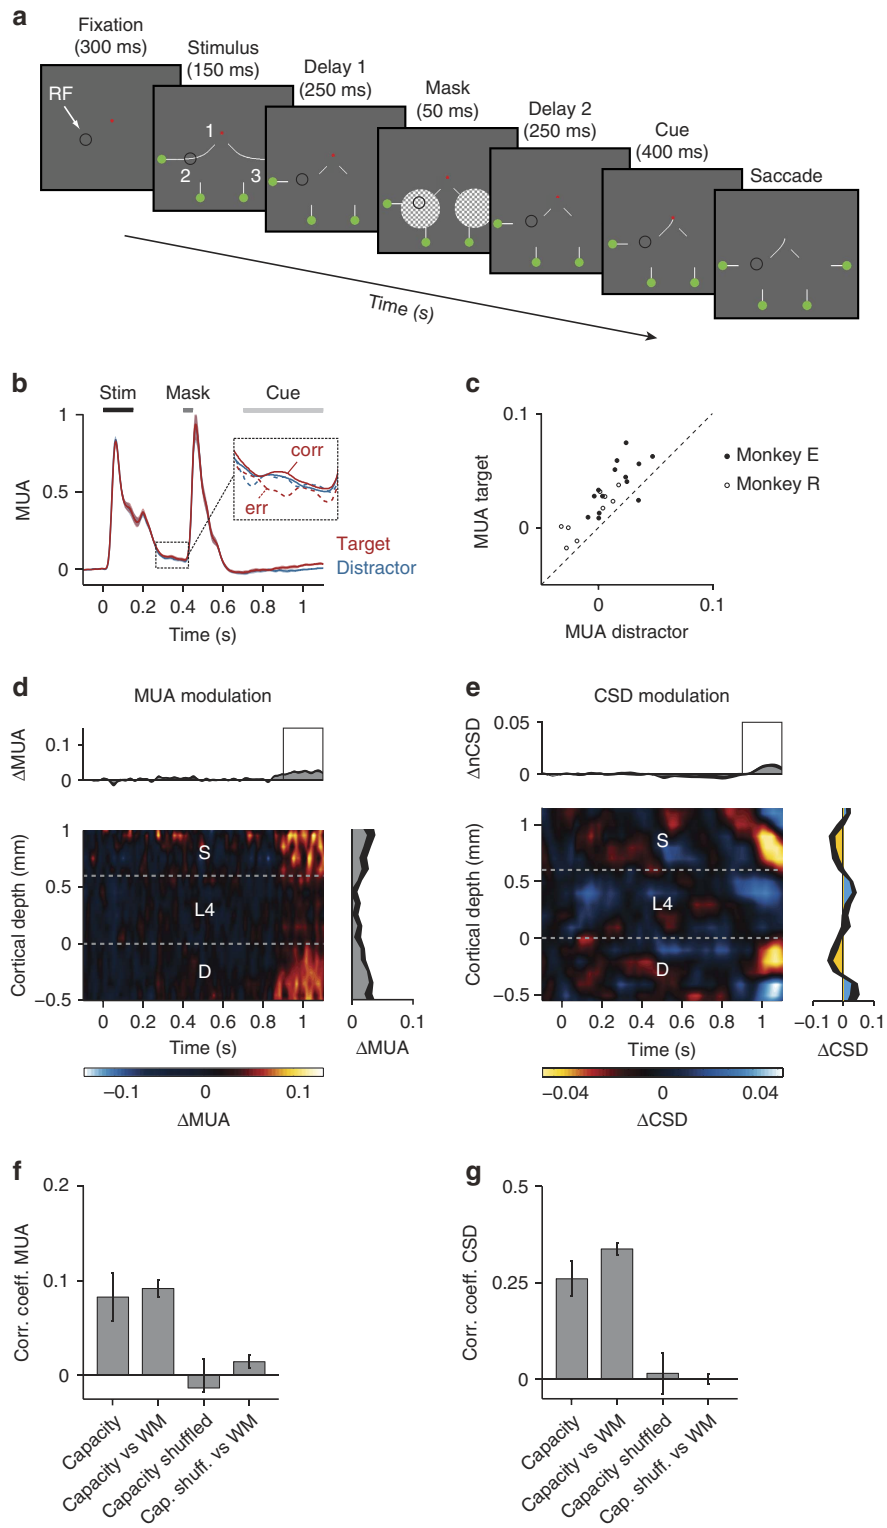 a
Fixation
(300 ms)
Stimulus
(150 ms)
Delay 1
(250 ms)
Mask
(50 ms)
Delay 2
(250 ms)
Cue
(400 ms)
Saccade
RF
1
2
3
Time (s)
b
Stim
Mask
Cue
MUA
1
0.5
0
corr
err
Target
Distractor
0 0.2 0.4 0.6 0.8 1
Time (s)
c
MUA target
0.1
0
Monkey E
Monkey R
0 0.1
MUA distractor
d
MUA modulation
ΔMUA
0.1
0
Cortical depth (mm)
1
0.5
0
−0.5
S
L4
D
0 0.2 0.4 0.6 0.8 1
Time (s)
0 0.1
ΔMUA
−0.1 0 0.1
ΔMUA
e
CSD modulation
ΔnCSD
0.05
0
Cortical depth (mm)
1
0.5
0
−0.5
S
L4
D
0 0.2 0.4 0.6 0.8 1
Time (s)
−0.1 0 0.1
ΔCSD
−0.04 0 0.04
ΔCSD
f
Corr. coeff. MUA
0.2
0.1
0
Capacity
Capacity vs WM
Capacity shuffled
Cap. shuff. vs WM
g
Corr. coeff. CSD
0.5
0.25
0
Capacity
Capacity vs WM
Capacity shuffled
Cap. shuff. vs WM